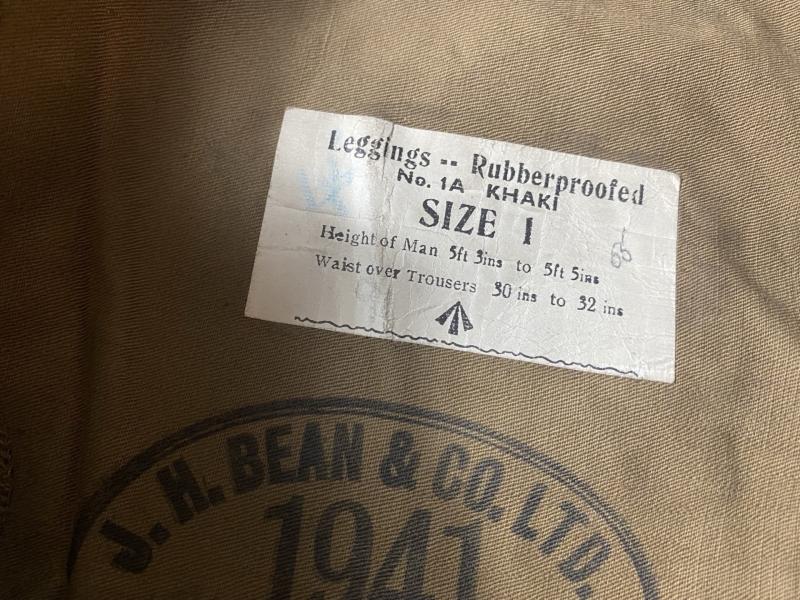 Leggings -- Rubberproofed
No. 1A KHAKI
SIZE 1
Height of Man 5ft 3ins to 5ft 5ins
Waist over Trousers 30 ins to 32 ins
J. H. BEAN & CO. LTD.
1941